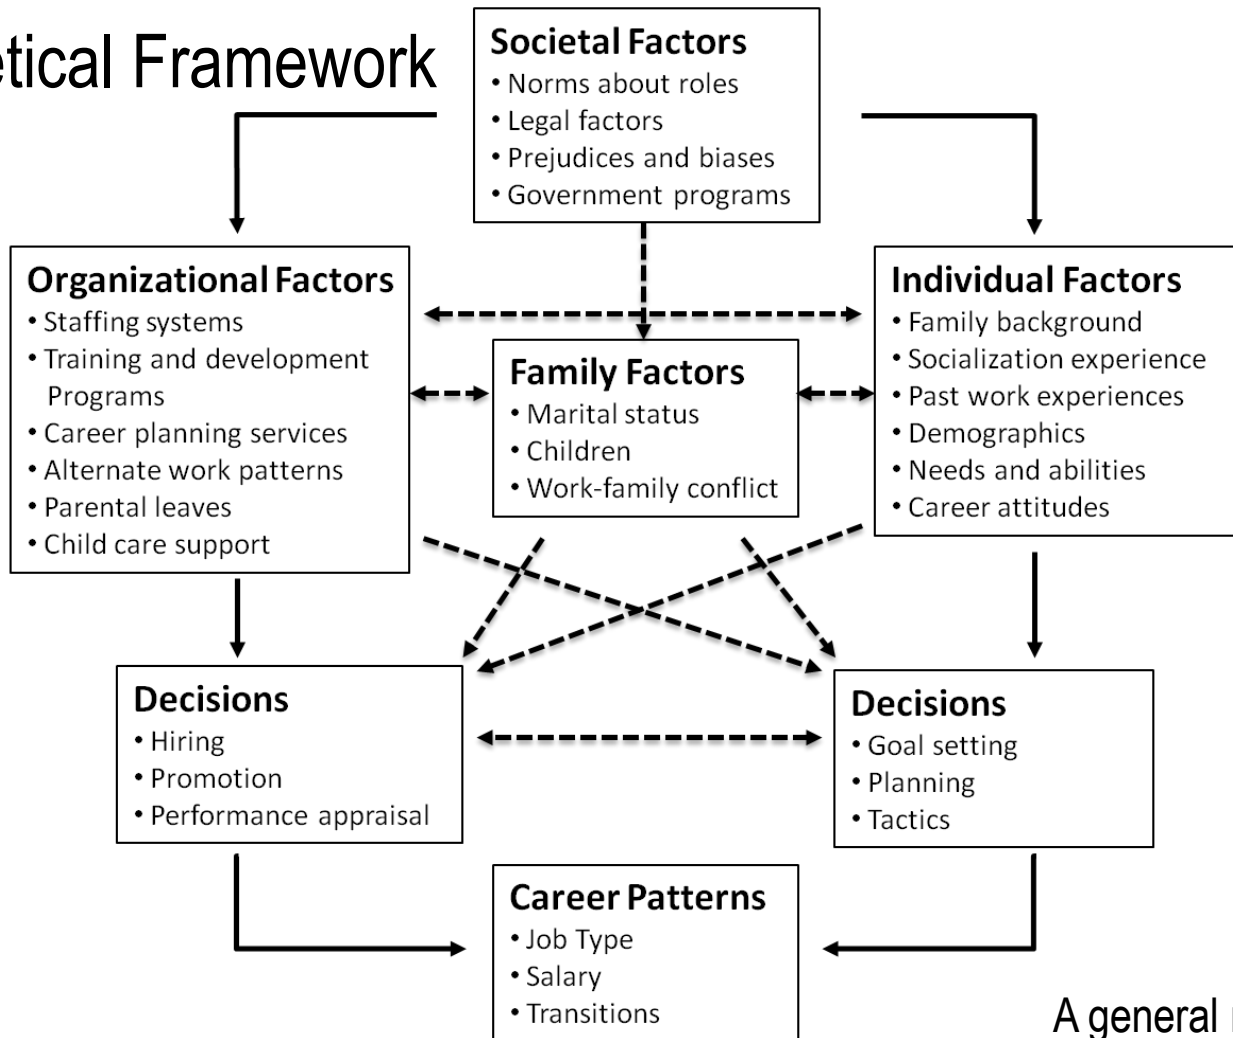 etical Framework
Societal Factors
• Norms about roles
• Legal factors
• Prejudices and biases
• Government programs
Organizational Factors
• Staffing systems
• Training and development
Programs
• Career planning services
• Alternate work patterns
• Parental leaves
• Child care support
Family Factors
• Marital status
• Children
• Work-family conflict
Individual Factors
• Family background
• Socialization experience
• Past work experiences
• Demographics
• Needs and abilities
• Career attitudes
Decisions
• Hiring
• Promotion
• Performance appraisal
Decisions
• Goal setting
• Planning
• Tactics
Career Patterns
• Job Type
• Salary
• Transitions
A general